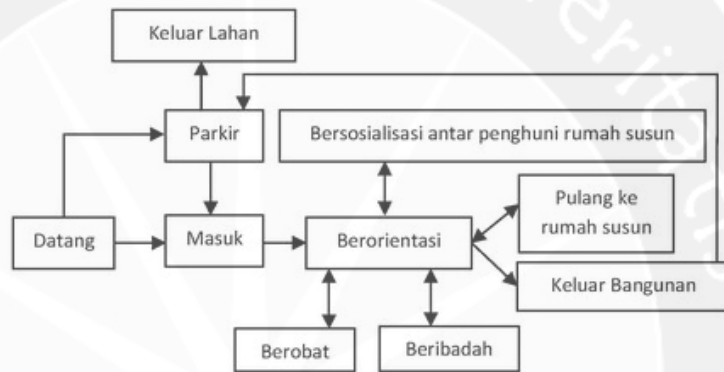 Keluar Lahan
Parkir
Bersosialisasi antar penghuni rumah susun
Pulang ke
rumah susun
Datang
Masuk
Berorientasi
Keluar Bangunan
Berobat
Beribadah